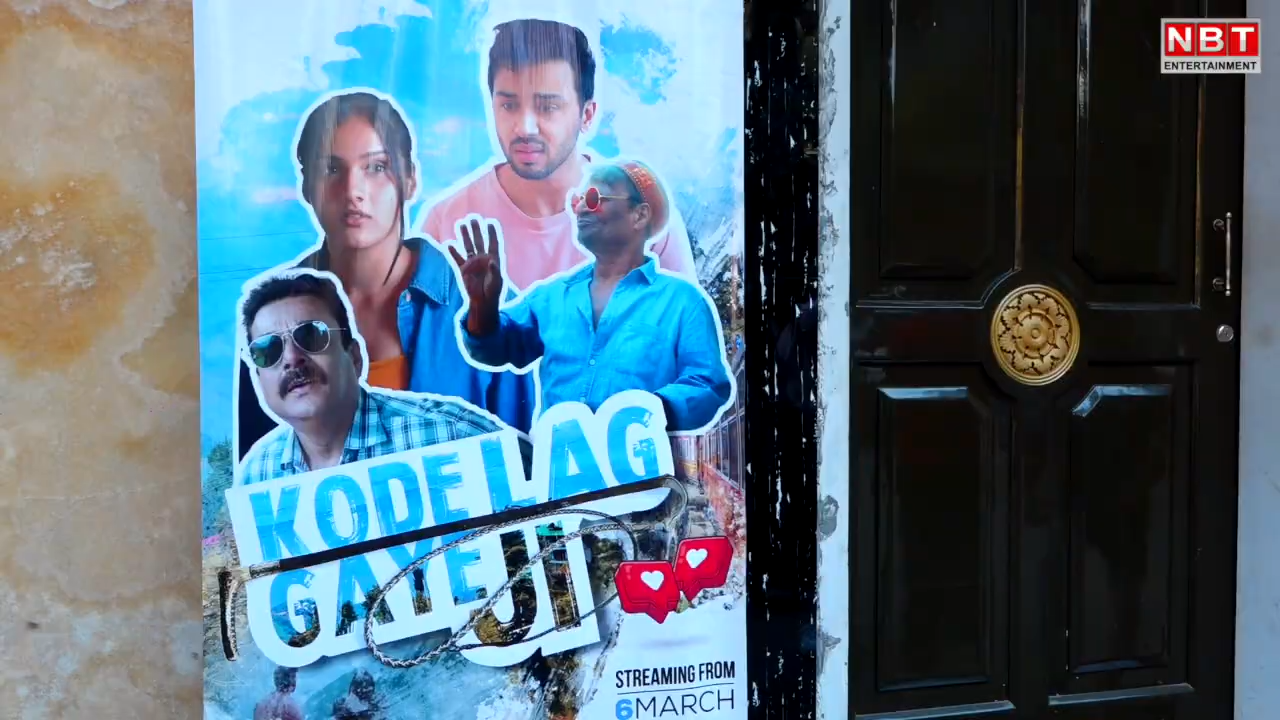 NBT
ENTERTAINMENT
KODE LAG
GAYE JI
STREAMING FROM
6MARCH